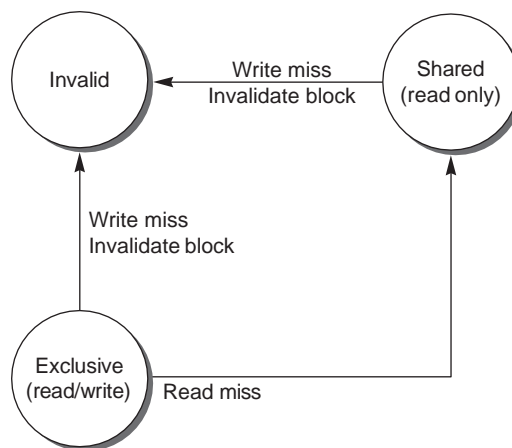 Invalid
Write miss
Invalidate block
Shared
(read only)
Write miss
Invalidate block
Exclusive
(read/write)
Read miss